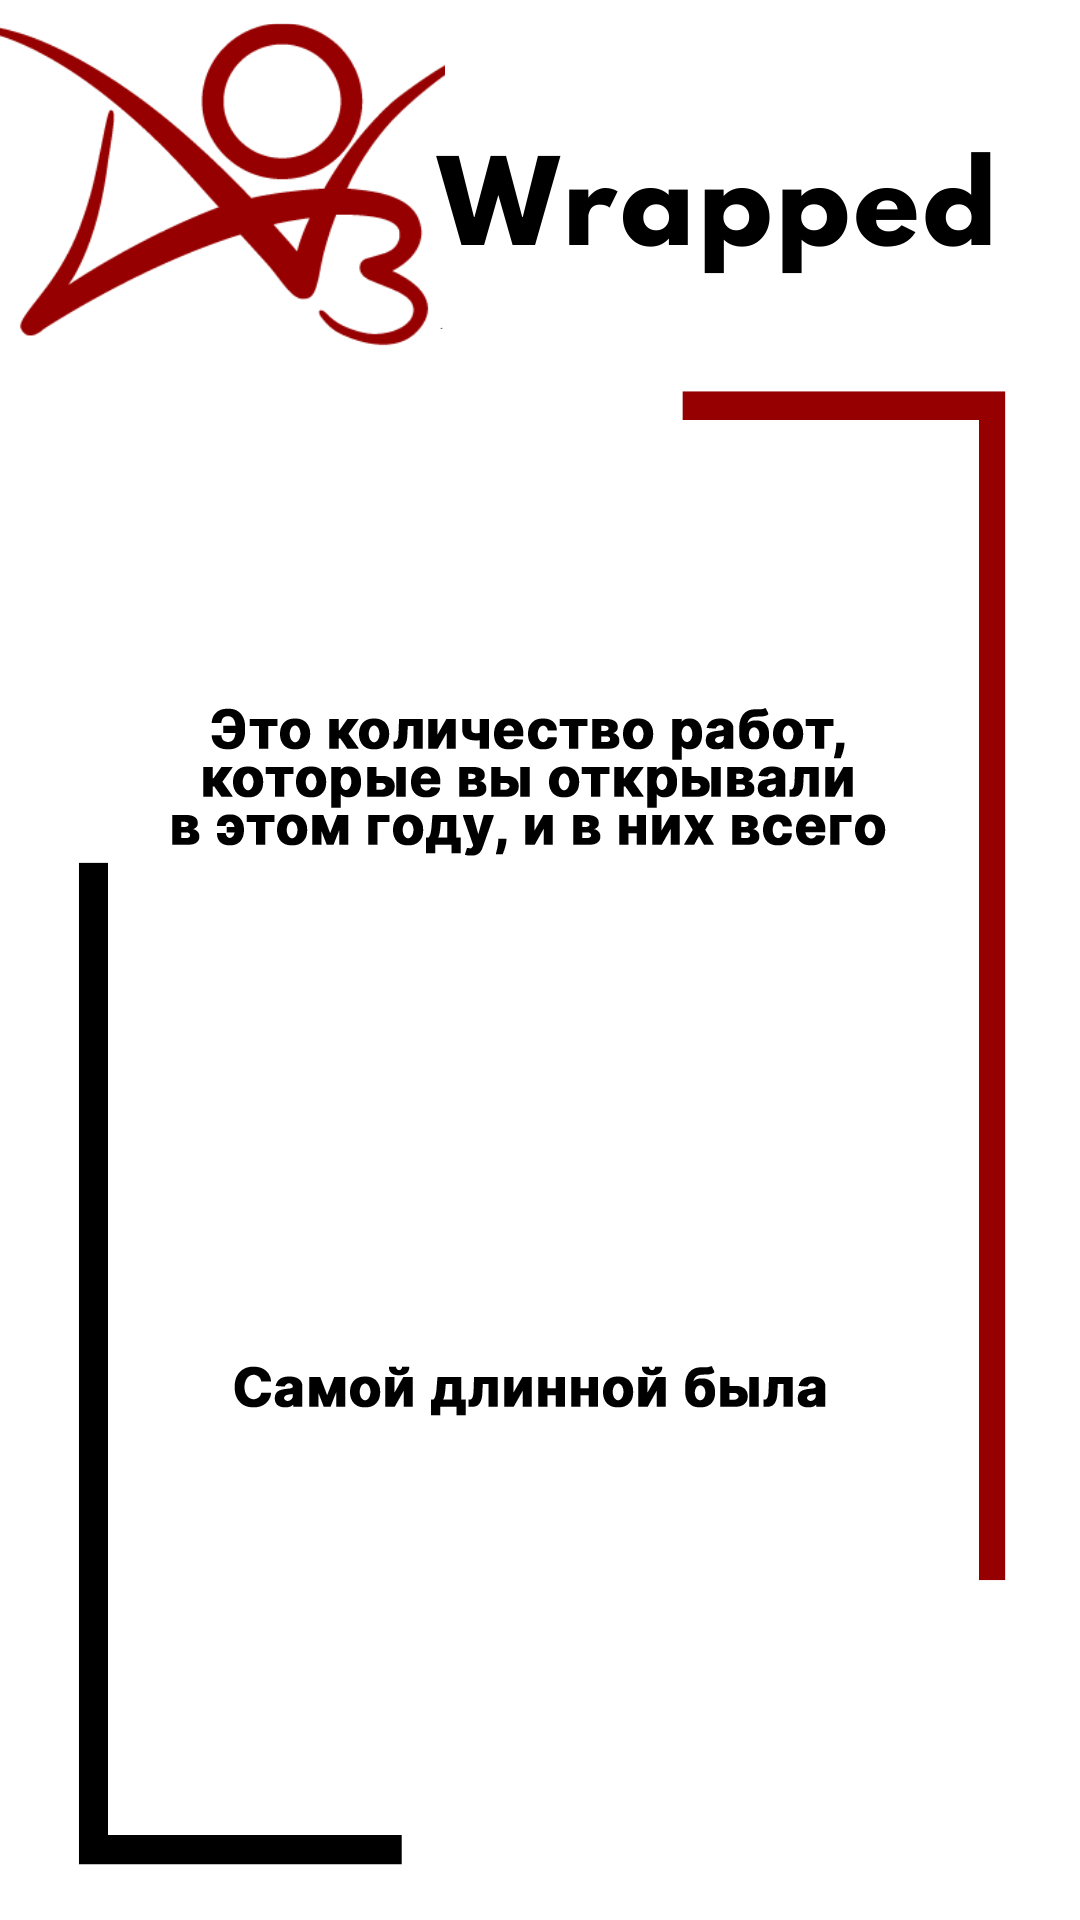 Wrapped
Это количество работ,
которые вы открывали
в этом году, и в них всего
Самой длинной была